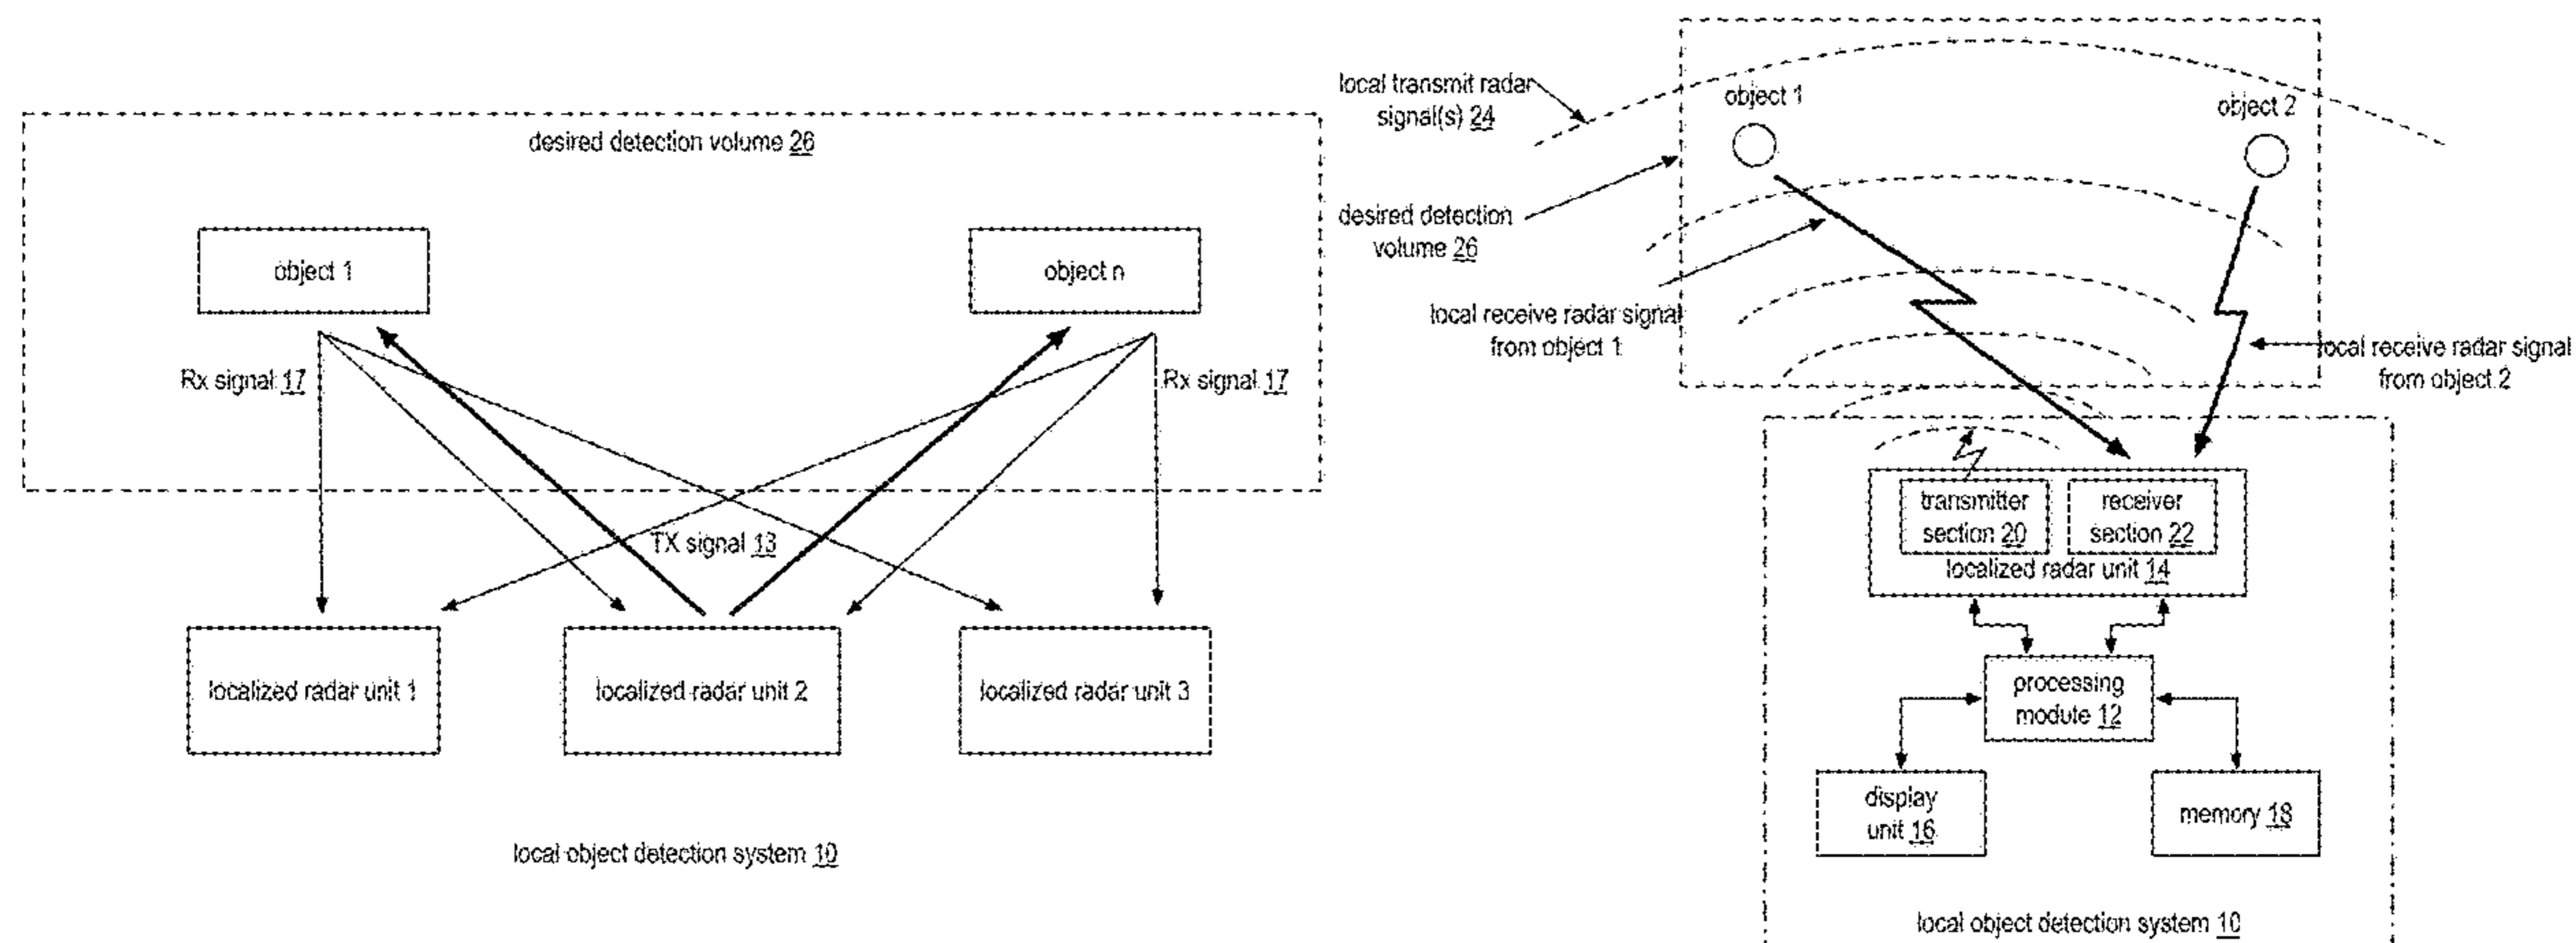 desired detection volume 26
object 1
object n
Rx signal 17
Rx signal 17
TX signal 13
localized radar unit 1
localized radar unit 2
localized radar unit 3
local object detection system 10
local transmit radar
signal(s) 24
object 1
object 2
desired detection
volume 26
local receive radar signal
from object 1
local receive radar signal
from object 2
transmitter
section 20
receiver
section 22
localized radar unit 14
processing
module 12
display
unit 16
memory 18
local object detection system 10